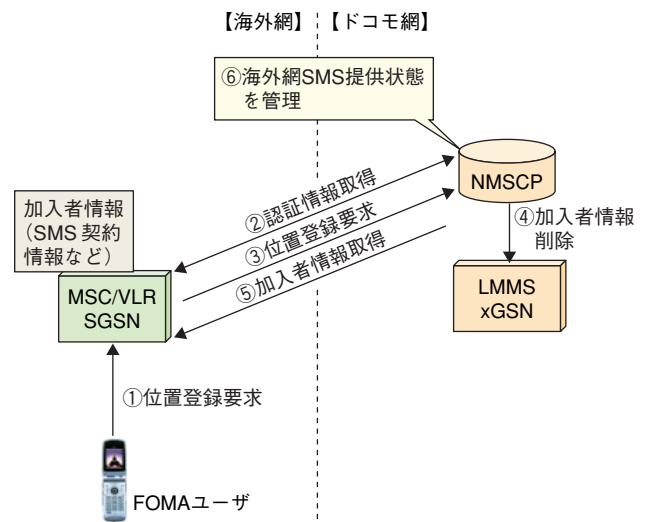 【海外網】
【ドコモ網】
⑥海外網SMS提供状態
を管理
NMSCP
②認証情報取得
③位置登録要求
⑤加入者情報取得
④加入者情報
削除
加入者情報
(SMS 契約
情報など)
MSC/VLR
SGSN
LMMS
xGSN
①位置登録要求
FOMAユーザ